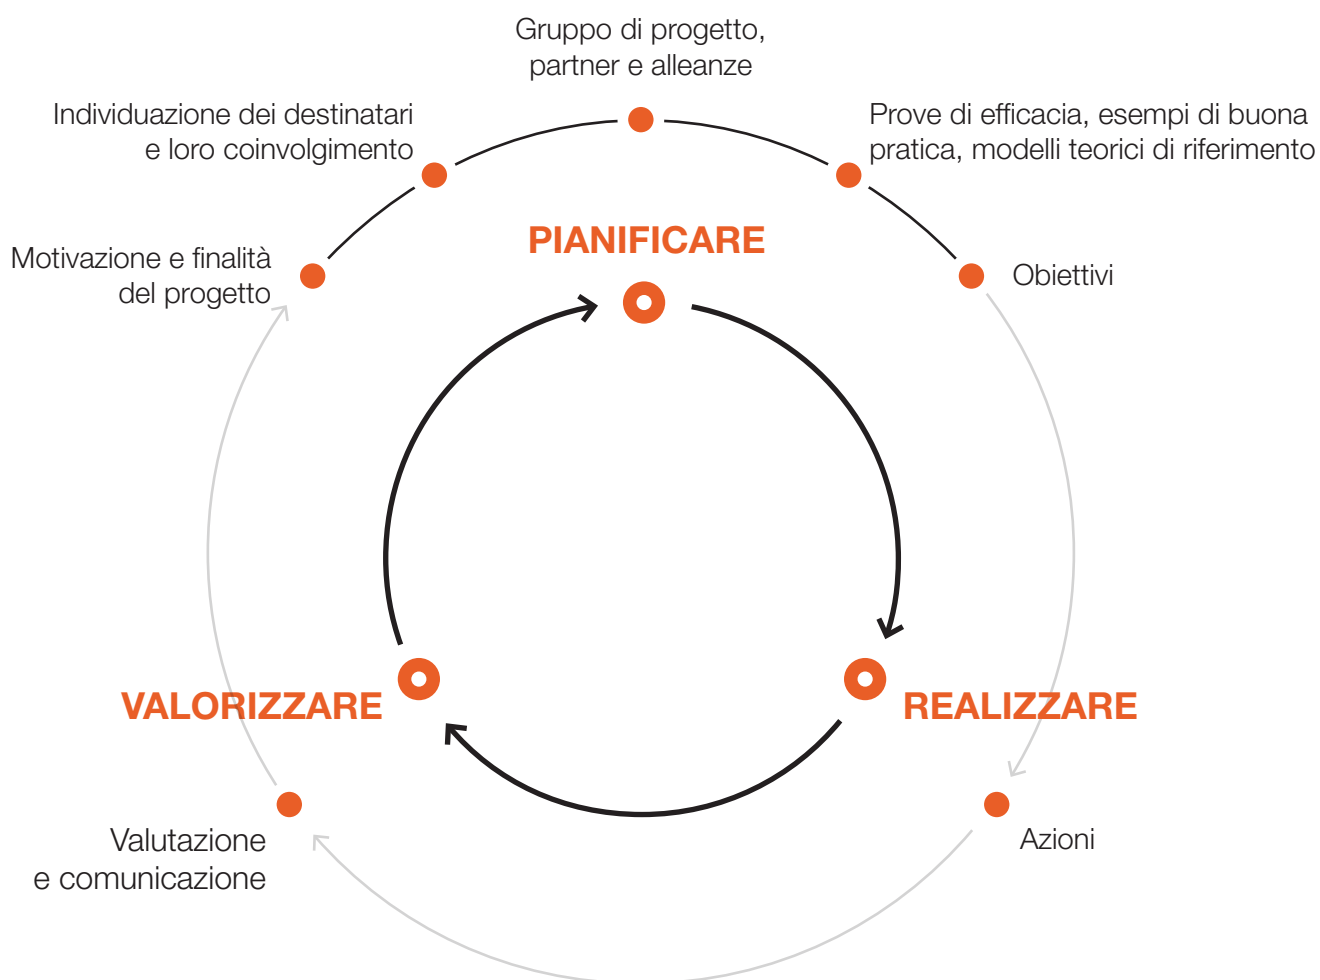 Gruppo di progetto,
partner e alleanze
Individuazione dei destinatari
e loro coinvolgimento
Prove di efficacia, esempi di buona
pratica, modelli teorici di riferimento
PIANIFICARE
Motivazione e finalità
del progetto
Obiettivi
VALORIZZARE
REALIZZARE
Valutazione
e comunicazione
Azioni